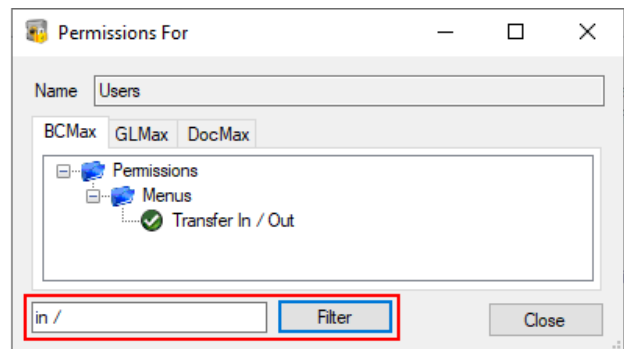 Permissions For
Name Users
BCMax GLMax DocMax
Permissions
Menus
Transfer In / Out
in / Filter Close